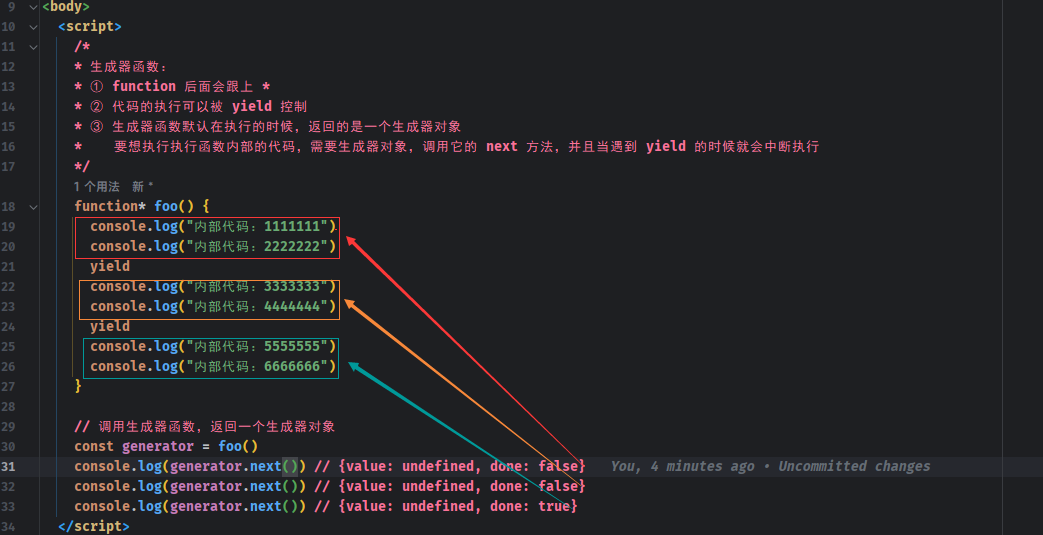 9 <body>
10 <script>
11 /*
12 * 生成器函数：
13 * ① function 后面会跟上 *
14 * ② 代码的执行可以被 yield 控制
15 * ③ 生成器函数默认在执行的时候，返回的是一个生成器对象
16 * 要想执行执行函数内部的代码，需要生成器对象，调用它的 next 方法，并且当遇到 yield 的时候就会中断执行
17 */
1 个用法 新 *
18 function* foo() {
19 console.log("内部代码：1111111")
20 console.log("内部代码：2222222")
21 yield
22 console.log("内部代码：3333333")
23 console.log("内部代码：4444444")
24 yield
25 console.log("内部代码：5555555")
26 console.log("内部代码：6666666")
27 }
28
29 // 调用生成器函数，返回一个生成器对象
30 const generator = foo()
31 console.log(generator.next()) // {value: undefined, done: false} You, 4 minutes ago • Uncommitted changes
32 console.log(generator.next()) // {value: undefined, done: false}
33 console.log(generator.next()) // {value: undefined, done: true}
34 </script>